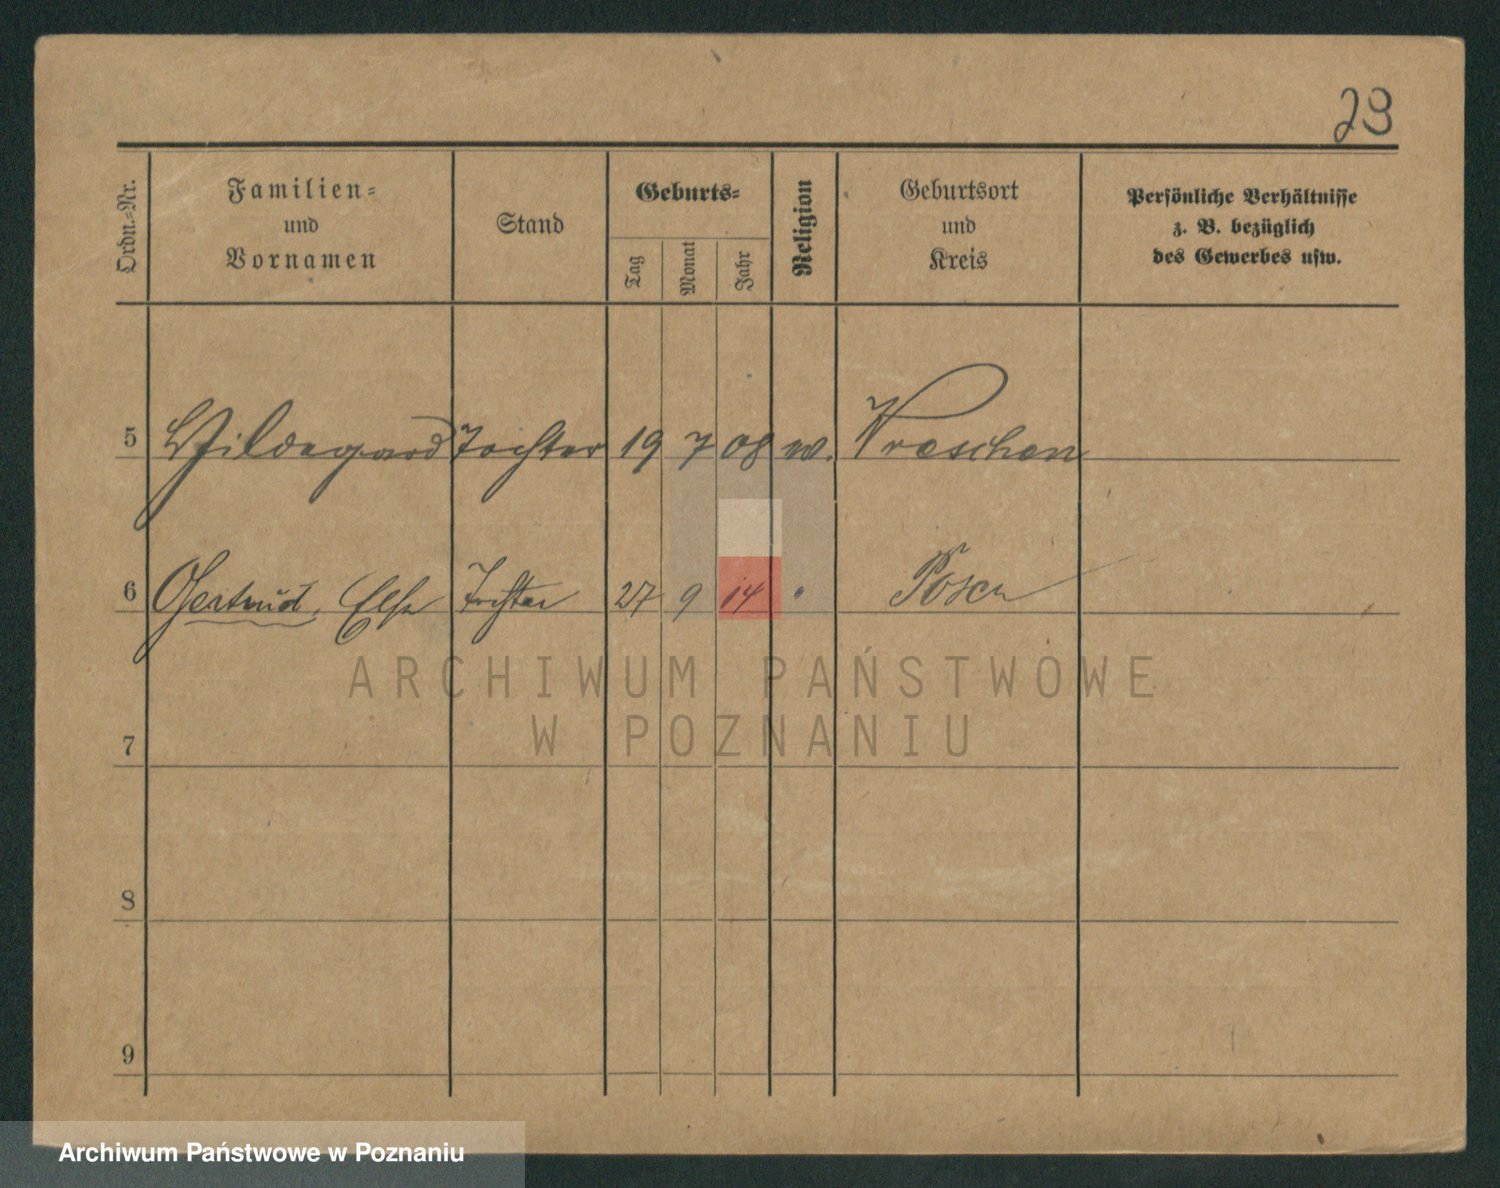 23
Ordn.-Nr.
Familien-
und
Vornamen
Stand
Geburts-
Tag
Monat
Jahr
Religion
Geburtsort
und
Kreis
Persönliche Verhältnisse
z. B. bezüglich
des Gewerbes usw.
5 Hildegard Tochter 19 7 08 w. Wreschen
6 Gertrud, Else Tochter 27 9 14 " Posen
ARCHIWUM PAŃSTWOWE
W POZNANIU
7
8
9
Archiwum Państwowe w Poznaniu